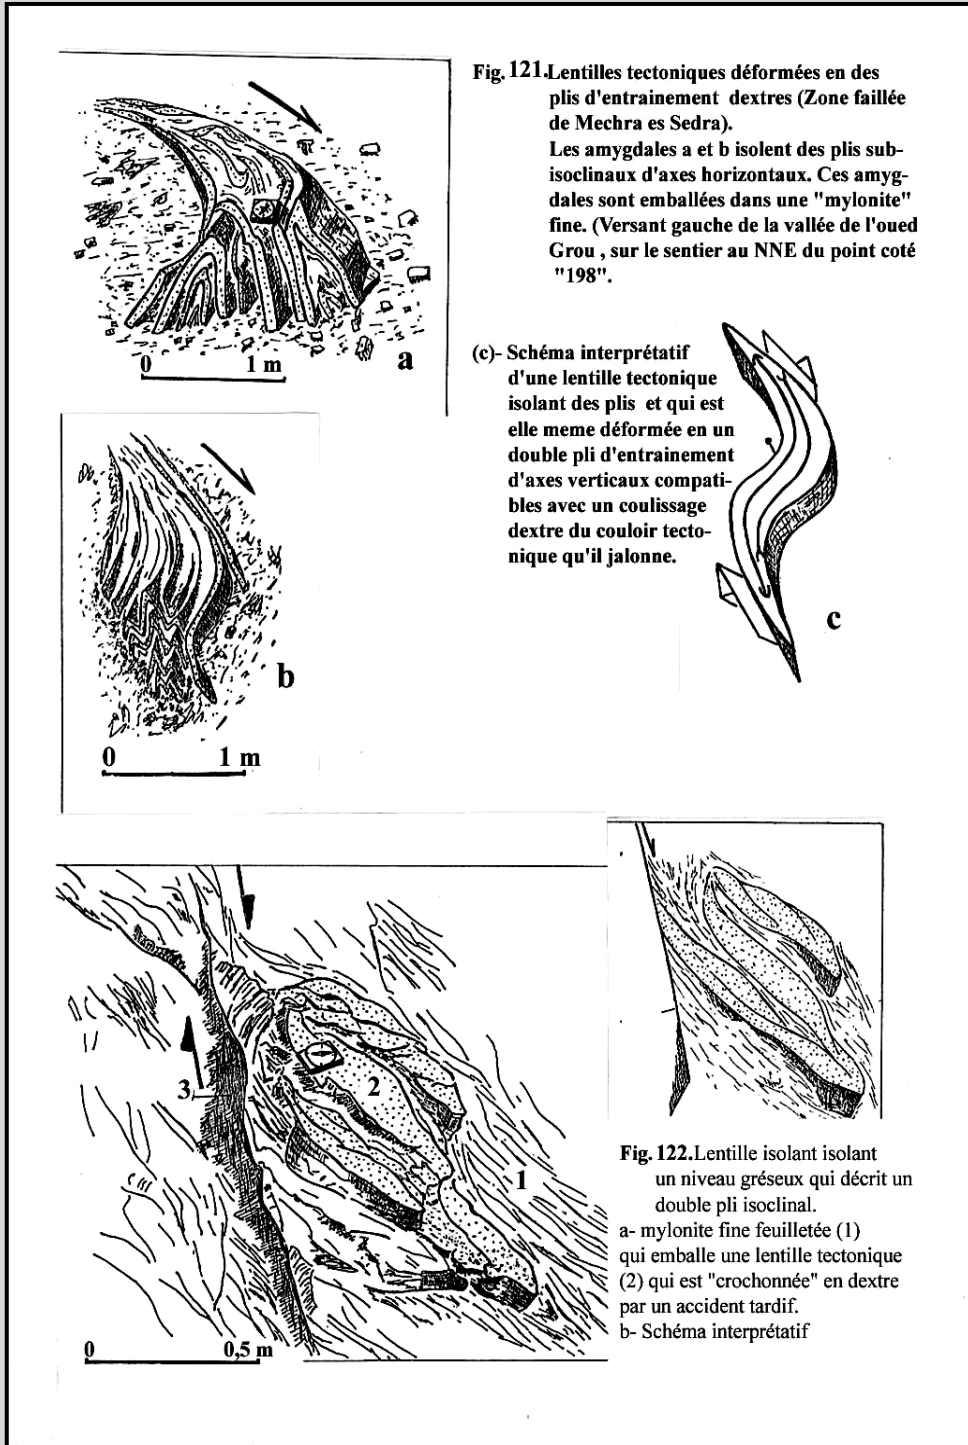 Fig. 121.Lentilles tectoniques déformées en des
plis d'entrainement dextres (Zone faillée
de Mechra es Sedra).
Les amygdales a et b isolent des plis sub-
isoclinaux d'axes horizontaux. Ces amyg-
dales sont emballées dans une "mylonite"
fine. (Versant gauche de la vallée de l'oued
Grou , sur le sentier au NNE du point coté
"198".
0 1 m
a
(c)- Schéma interprétatif
d'une lentille tectonique
isolant des plis et qui est
elle meme déformée en un
double pli d'entrainement
d'axes verticaux compati-
bles avec un coulissage
dextre du couloir tecto-
nique qu'il jalonne.
c
b
0 1 m
3
2
1
0 0,5 m
Fig. 122.Lentille isolant isolant
un niveau gréseux qui décrit un
double pli isoclinal.
a- mylonite fine feuilletée (1)
qui emballe une lentille tectonique
(2) qui est "crochonnée" en dextre
par un accident tardif.
b- Schéma interprétatif